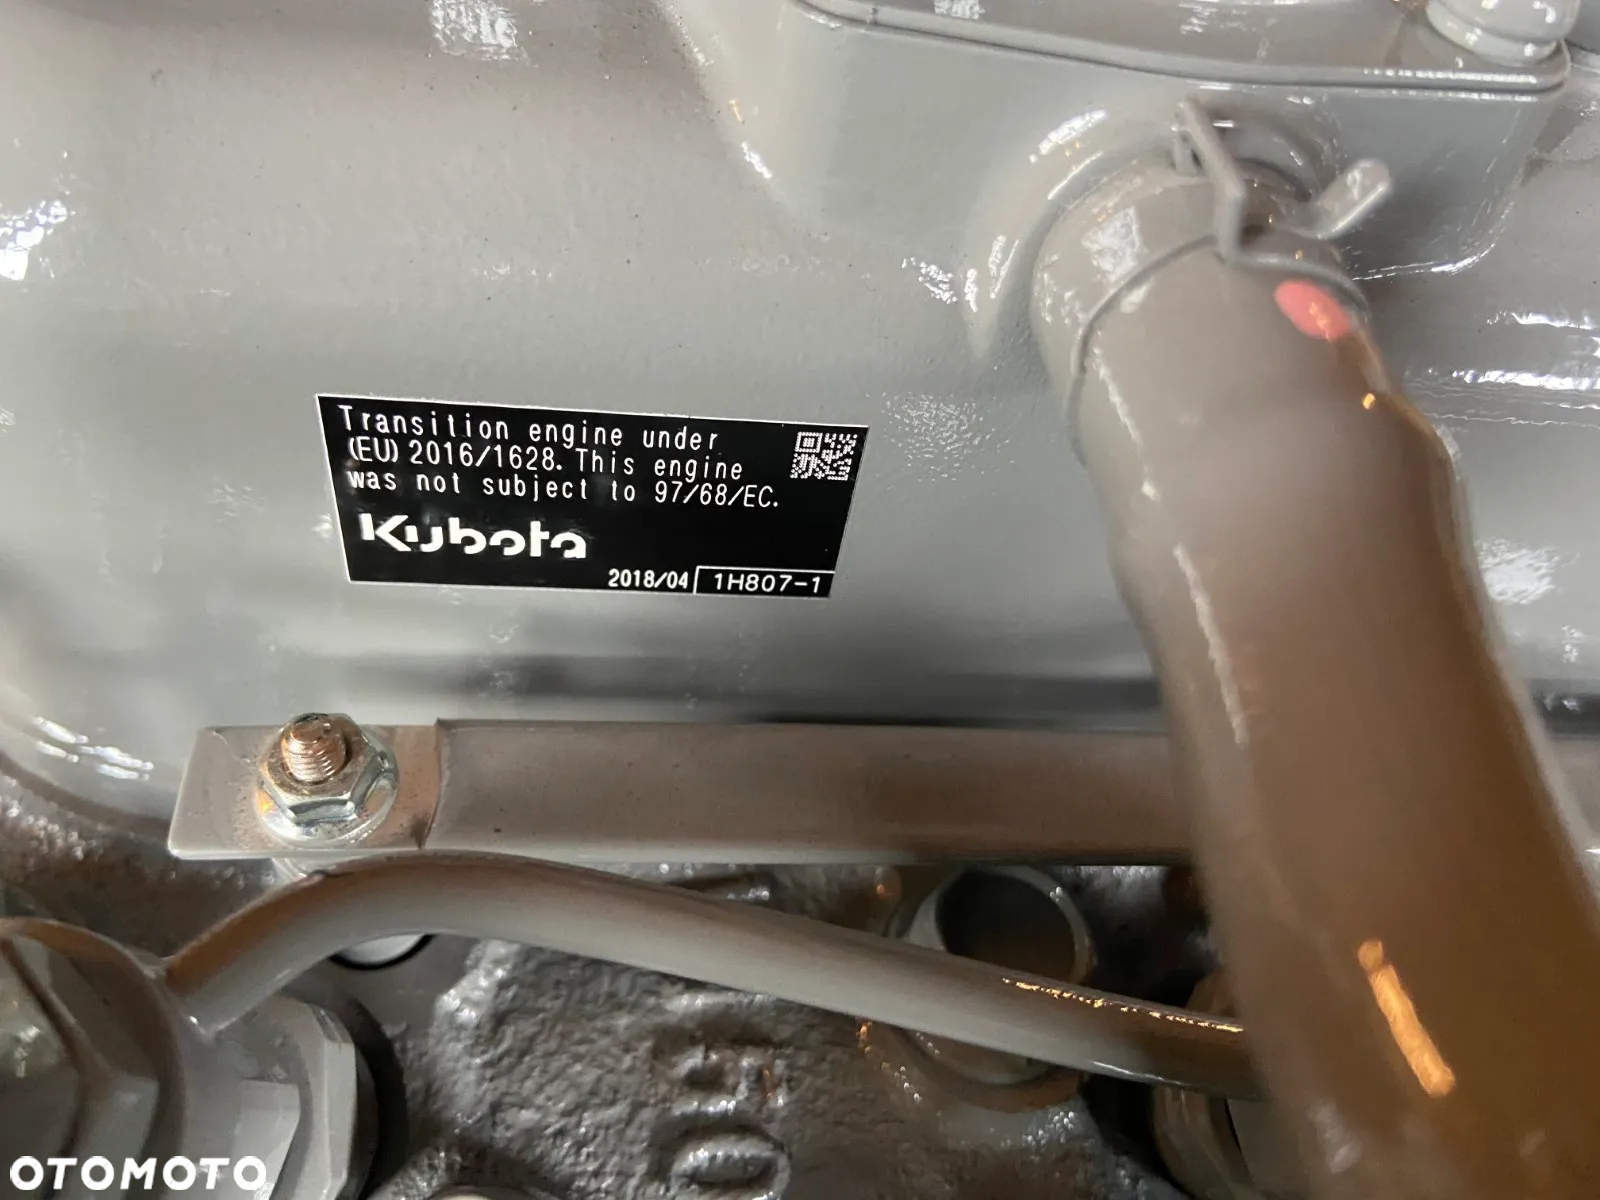 Transition engine under
(EU) 2016/1628. This engine
was not subject to 97/68/EC.
Kubota
2018/04 1H807-1
OTOMOTO